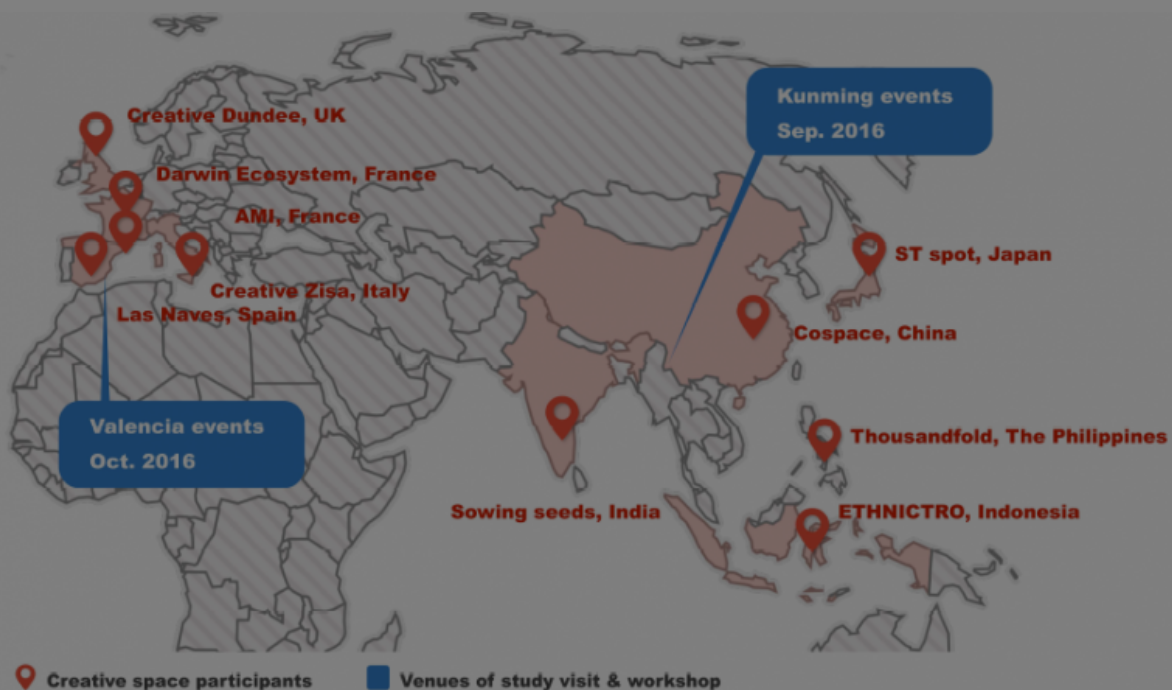 Kunming events
Sep. 2016
Creative Dundee, UK
Darwin Ecosystem, France
AMI, France
ST spot, Japan
Creative Zisa, Italy
Las Naves, Spain
Cospace, China
Valencia events
Oct. 2016
Thousandfold, The Philippines
Sowing seeds, India
ETHNICTRO, Indonesia
Creative space participants
Venues of study visit & workshop